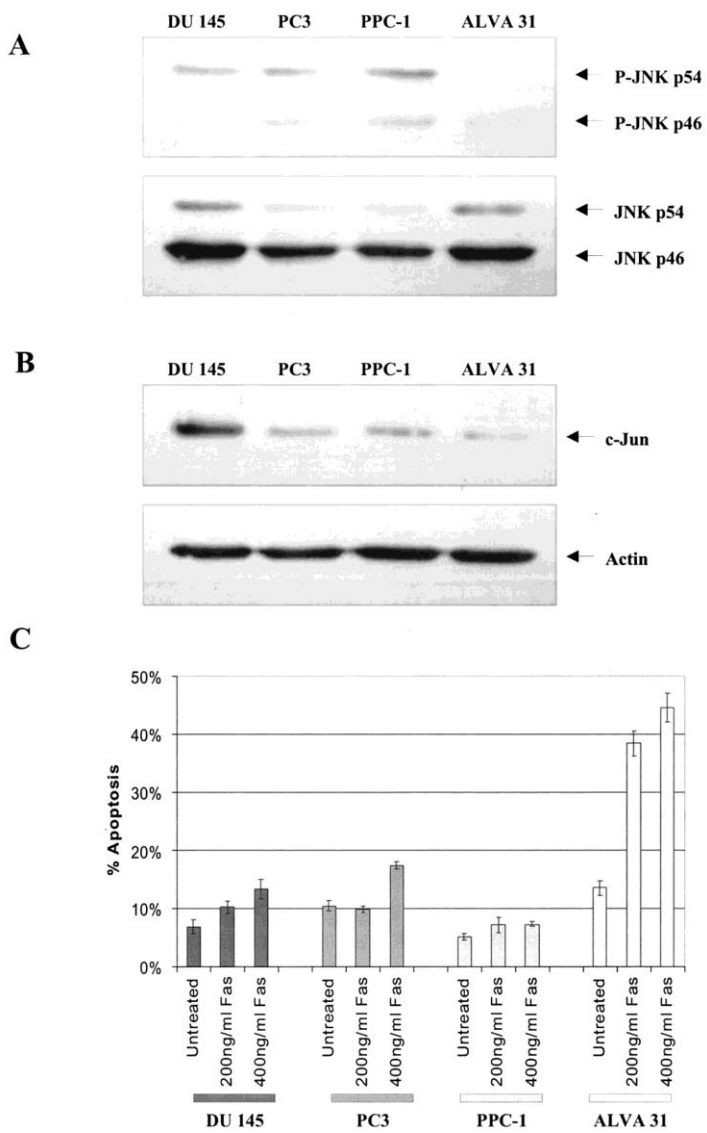 A
DU 145 PC3 PPC-1 ALVA 31
P-JNK p54
P-JNK p46
JNK p54
JNK p46
B
DU 145 PC3 PPC-1 ALVA 31
c-Jun
Actin
C
% Apoptosis
50%
40%
30%
20%
10%
0%
Untreated
200ng/ml Fas
400ng/ml Fas
Untreated
200ng/ml Fas
400ng/ml Fas
Untreated
200ng/ml Fas
400ng/ml Fas
Untreated
200ng/ml Fas
400ng/ml Fas
DU 145 PC3 PPC-1 ALVA 31